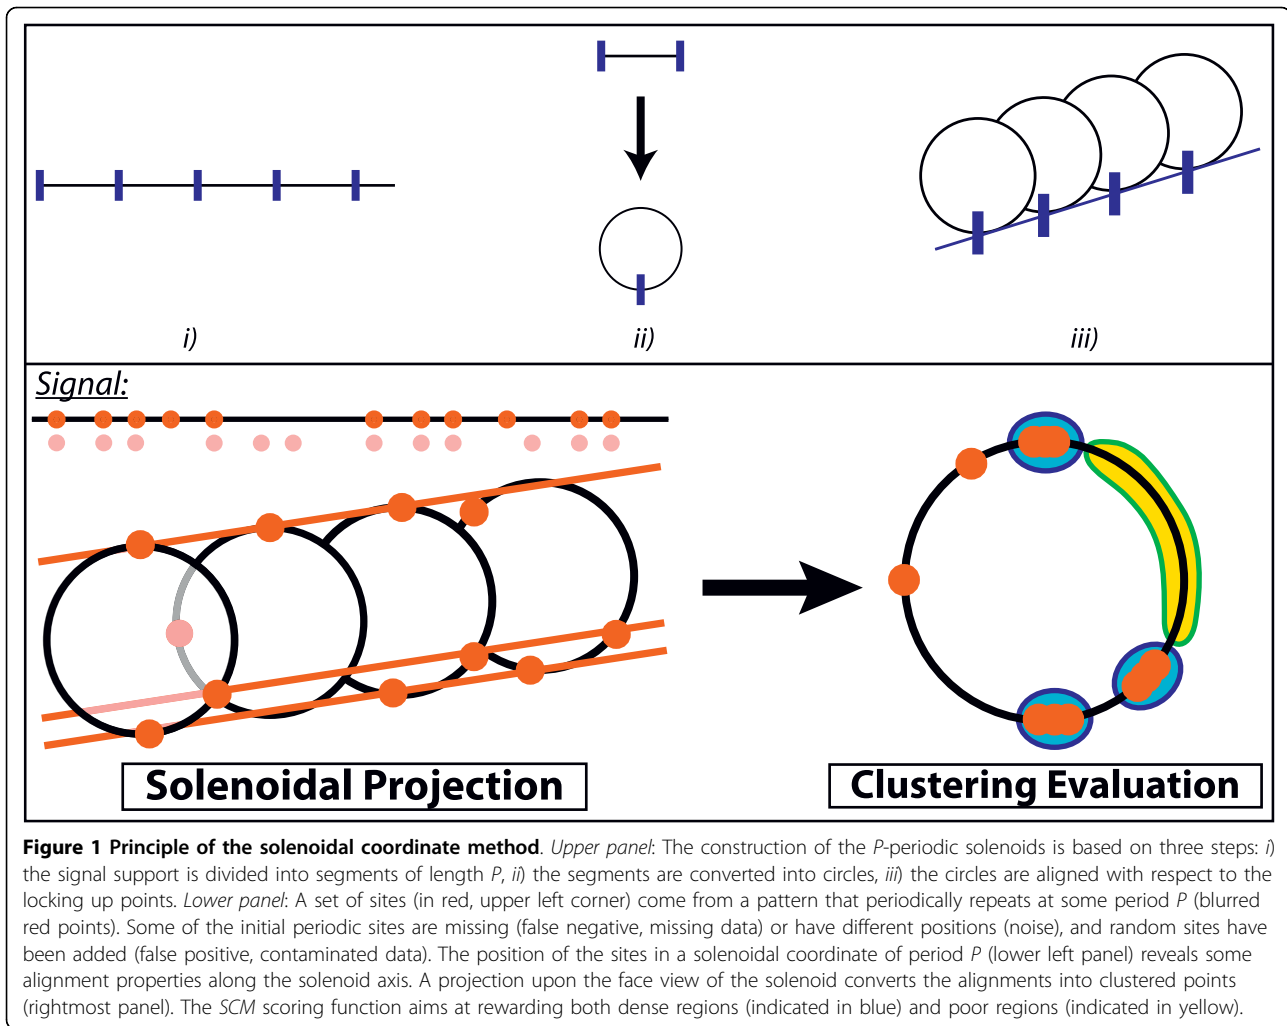 i)
ii)
iii)
Signal:
Solenoidal Projection
Clustering Evaluation
Figure 1 Principle of the solenoidal coordinate method. Upper panel: The construction of the P-periodic solenoids is based on three steps: i)
the signal support is divided into segments of length P, ii) the segments are converted into circles, iii) the circles are aligned with respect to the
locking up points. Lower panel: A set of sites (in red, upper left corner) come from a pattern that periodically repeats at some period P (blurred
red points). Some of the initial periodic sites are missing (false negative, missing data) or have different positions (noise), and random sites have
been added (false positive, contaminated data). The position of the sites in a solenoidal coordinate of period P (lower left panel) reveals some
alignment properties along the solenoid axis. A projection upon the face view of the solenoid converts the alignments into clustered points
(rightmost panel). The SCM scoring function aims at rewarding both dense regions (indicated in blue) and poor regions (indicated in yellow).